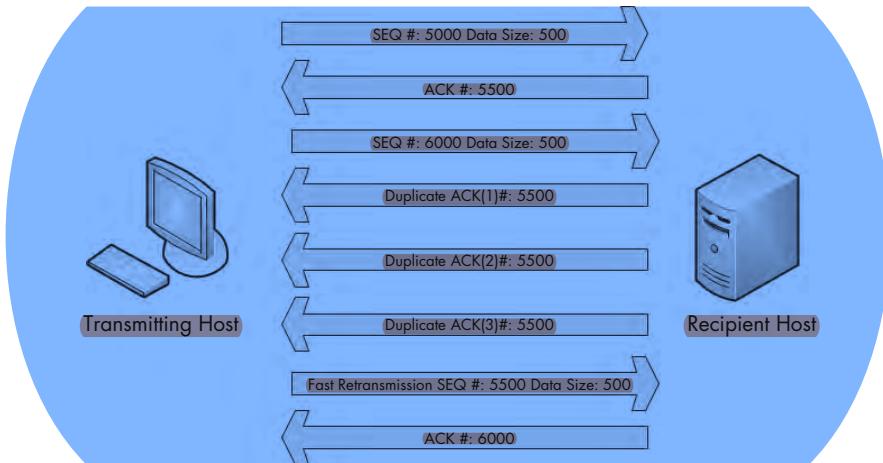 SEQ #: 5000 Data Size: 500
ACK #: 5500
SEQ #: 6000 Data Size: 500
Duplicate ACK(1)#: 5500
Duplicate ACK(2)#: 5500
Transmitting Host
Duplicate ACK(3)#: 5500
Recipient Host
Fast Retransmission SEQ #: 5500 Data Size: 500
ACK #: 6000